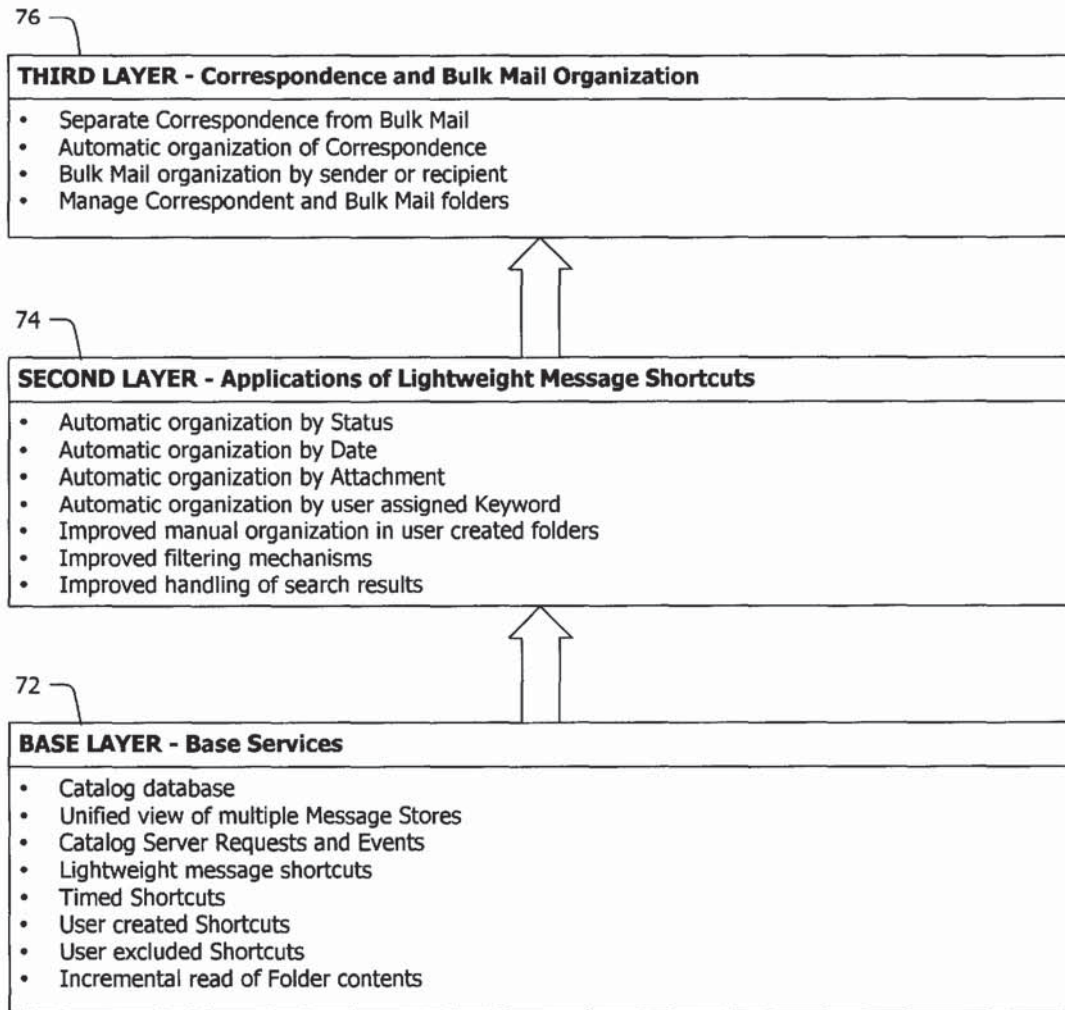 76
THIRD LAYER - Correspondence and Bulk Mail Organization
• Separate Correspondence from Bulk Mail
• Automatic organization of Correspondence
• Bulk Mail organization by sender or recipient
• Manage Correspondent and Bulk Mail folders
74
SECOND LAYER - Applications of Lightweight Message Shortcuts
• Automatic organization by Status
• Automatic organization by Date
• Automatic organization by Attachment
• Automatic organization by user assigned Keyword
• Improved manual organization in user created folders
• Improved filtering mechanisms
• Improved handling of search results
72
BASE LAYER - Base Services
• Catalog database
• Unified view of multiple Message Stores
• Catalog Server Requests and Events
• Lightweight message shortcuts
• Timed Shortcuts
• User created Shortcuts
• User excluded Shortcuts
• Incremental read of Folder contents